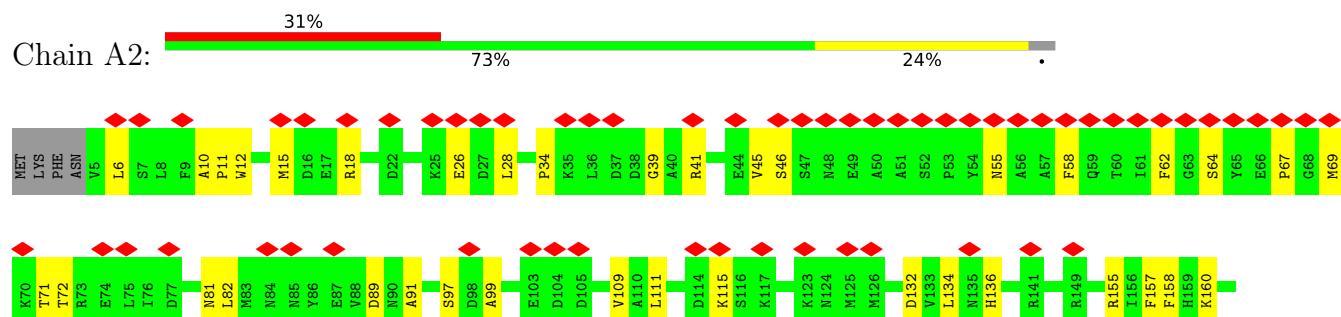 31%
Chain A2:
73% 24% •
MET LYS PHE ASN V5 L6 S7 L8 F9 A10 P11 W12 M15 D16 E17 R18 D22 K25 E26 D27 L28 P34 K35 L36 D37 D38 G39 A40 R41 E44 V45 S46 S47 N48 E49 A50 A51 S52 P53 Y54 N55 A56 A57 F58 Q59 T60 I61 F62 G63 S64 Y65 E66 P67 G68 M69
K70 T71 T72 R73 E74 L75 I76 D77 N81 L82 M83 N84 N85 Y86 E87 V88 D89 N90 A91 S97 D98 A99 E103 D104 D105 V109 A110 L111 D114 K115 S116 K117 K123 N124 M125 M126 D132 V133 L134 N135 H136 R141 R149 R155 I156 F157 F158 H159 K160